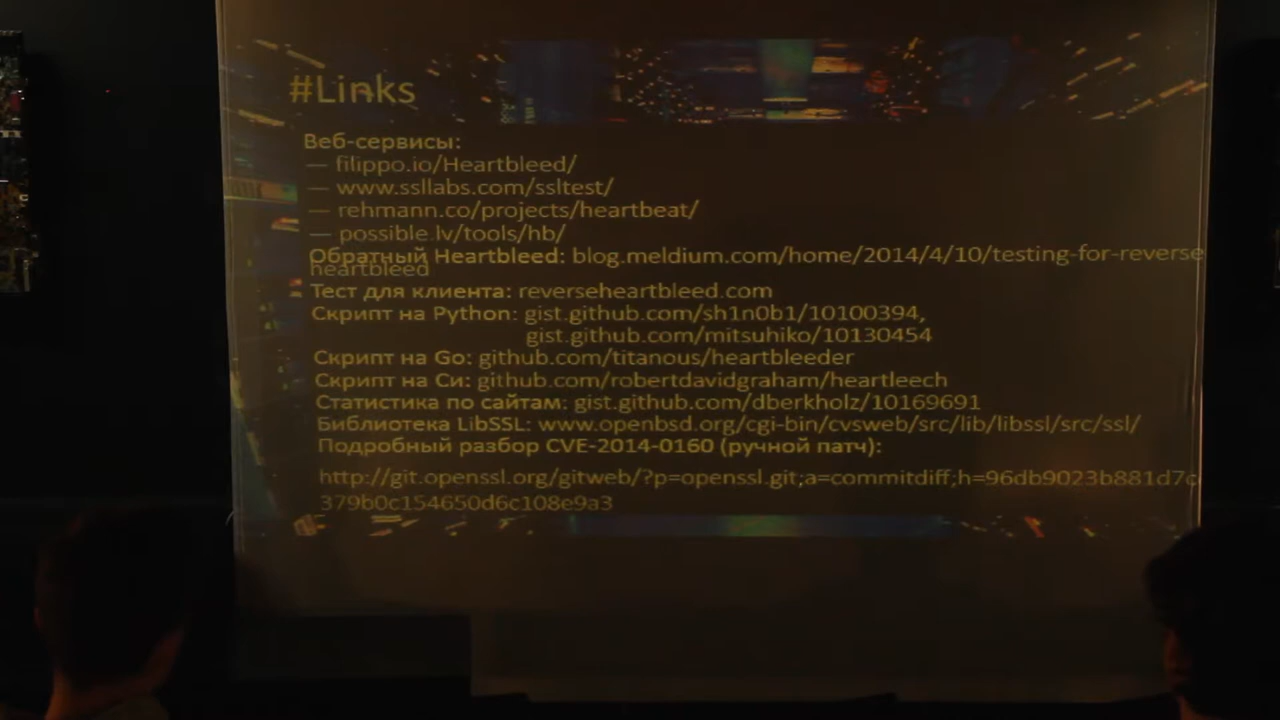 #Links
Веб-сервисы:
— filippo.io/Heartbleed/
— www.ssllabs.com/ssltest/
— rehmann.co/projects/heartbeat/
— possible.lv/tools/hb/
Обратный Heartbleed: blog.meldium.com/home/2014/4/10/testing-for-reverse
heartbleed
Тест для клиента: reverseheartbleed.com
Скрипт на Python: gist.github.com/sh1n0b1/10100394,
gist.github.com/mitsuhiko/10130454
Скрипт на Go: github.com/titanous/heartbleeder
Скрипт на Си: github.com/robertdavidgraham/heartleech
Статистика по сайтам: gist.github.com/dberkholz/10169691
Библиотека LibSSL: www.openbsd.org/cgi-bin/cvsweb/src/lib/libssl/src/ssl/
Подробный разбор CVE-2014-0160 (ручной патч):
http://git.openssl.org/gitweb/?p=openssl.git;a=commitdiff;h=96db9023b881d7c
379b0c154650d6c108e9a3